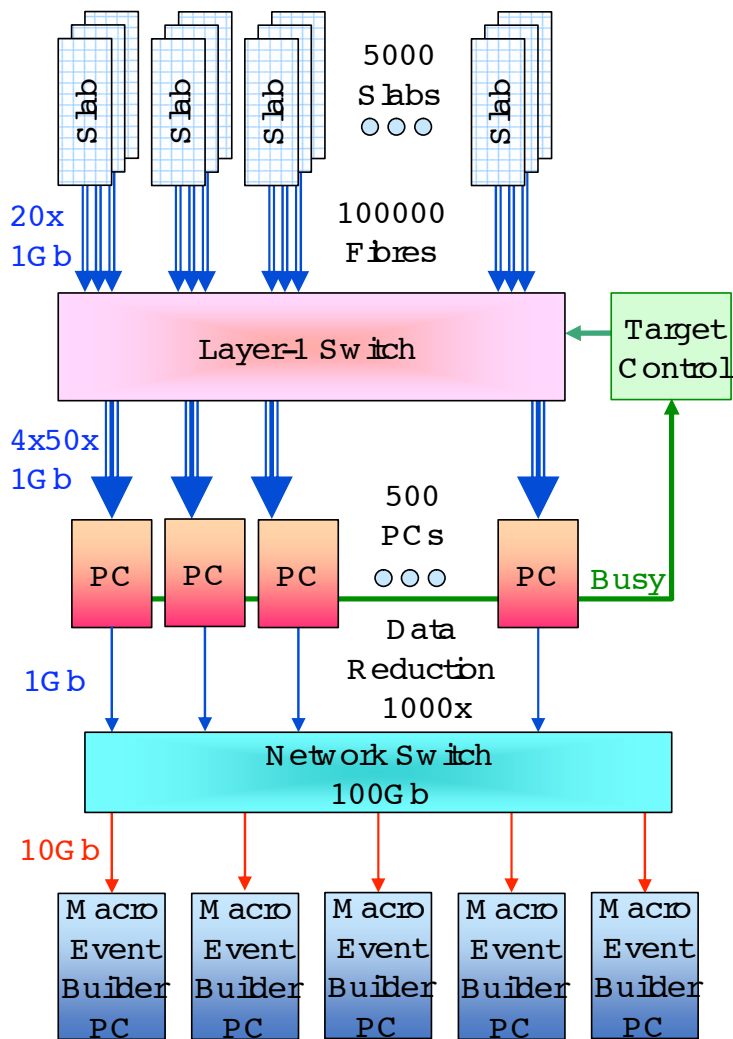 Slab
Slab
Slab
Slab
5000
Slabs
20x
1Gb
100000
Fibres
Layer-1 Switch
Target
Control
4x50x
1Gb
500
PCs
PC
PC
PC
PC
Busy
Data
Reduction
1000x
1Gb
Network Switch
100Gb
10Gb
Macro
Event
Builder
PC
Macro
Event
Builder
PC
Macro
Event
Builder
PC
Macro
Event
Builder
PC
Macro
Event
Builder
PC